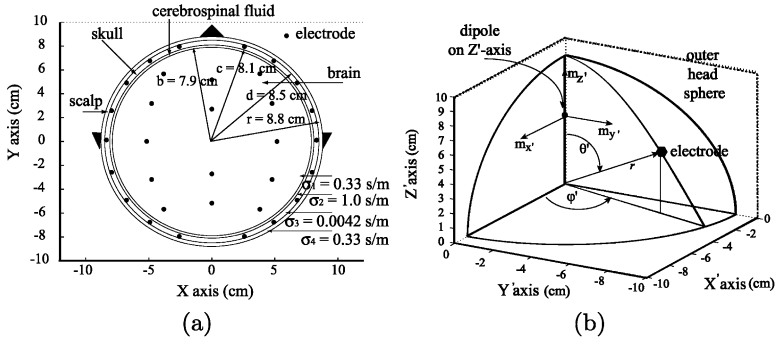 cerebrospinal fluid
skull
electrode
b = 7.9 cm
c = 8.1 cm
brain
d = 8.5 cm
scalp
r = 8.8 cm
σ1 = 0.33 s/m
σ2 = 1.0 s/m
σ3 = 0.0042 s/m
σ4 = 0.33 s/m
Y axis (cm)
10
8
6
4
2
0
-2
-4
-6
-8
-10
-10
-5
0
5
10
X axis (cm)
(a)
dipole
on Z'-axis
outer
head
sphere
mz'
mx'
my'
θ'
r
electrode
φ'
Z'axis (cm)
10
9
8
7
6
5
4
3
2
1
0
0
-2
-4
-6
-8
-10
Y'axis (cm)
-10
-8
-6
-4
-2
0
X'axis (cm)
(b)